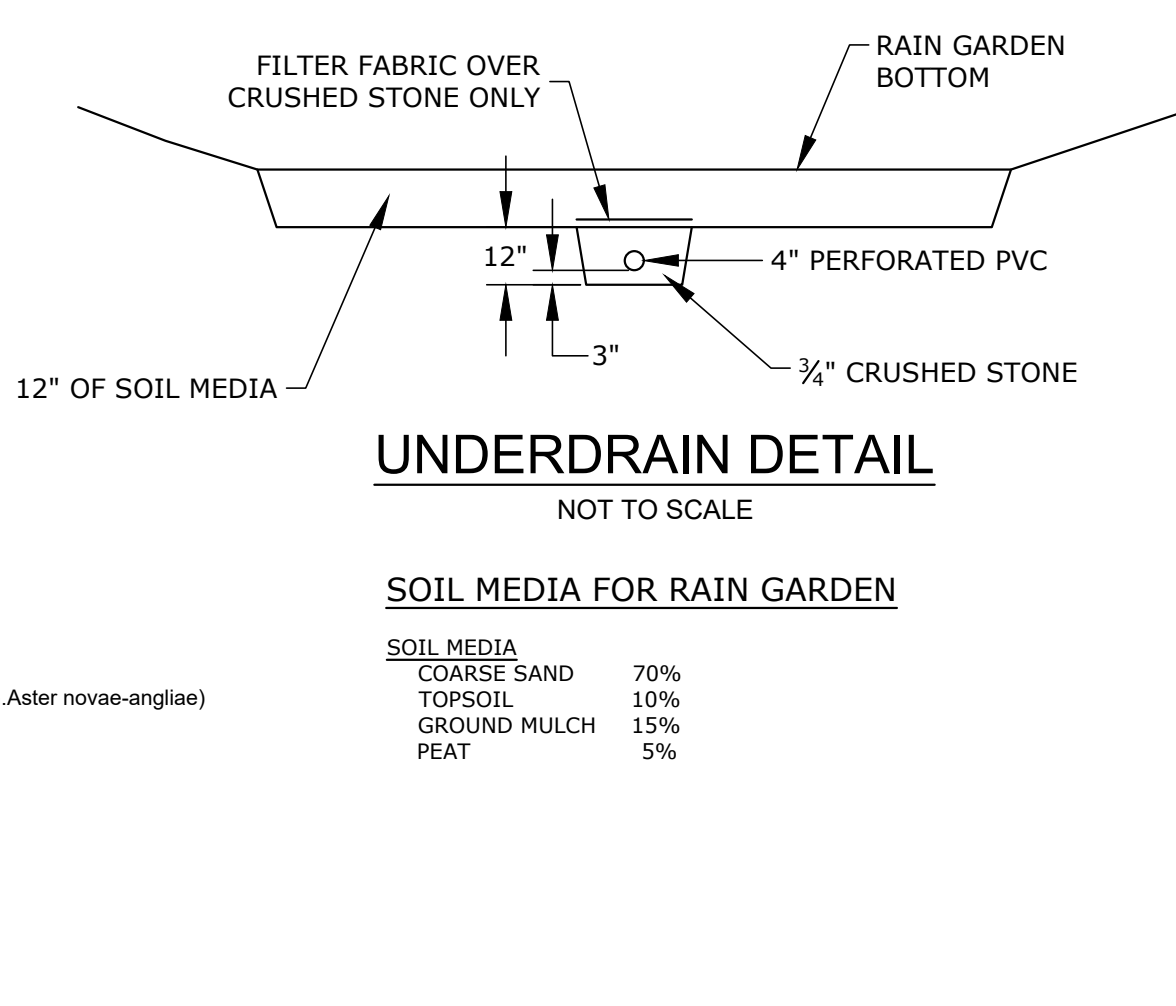 RAIN GARDEN
BOTTOM
FILTER FABRIC OVER
CRUSHED STONE ONLY
12"
4" PERFORATED PVC
3"
¾" CRUSHED STONE
12" OF SOIL MEDIA
UNDERDRAIN DETAIL
NOT TO SCALE
SOIL MEDIA FOR RAIN GARDEN
SOIL MEDIA
COARSE SAND 70%
.Aster novae-angliae)
TOPSOIL 10%
GROUND MULCH 15%
PEAT 5%